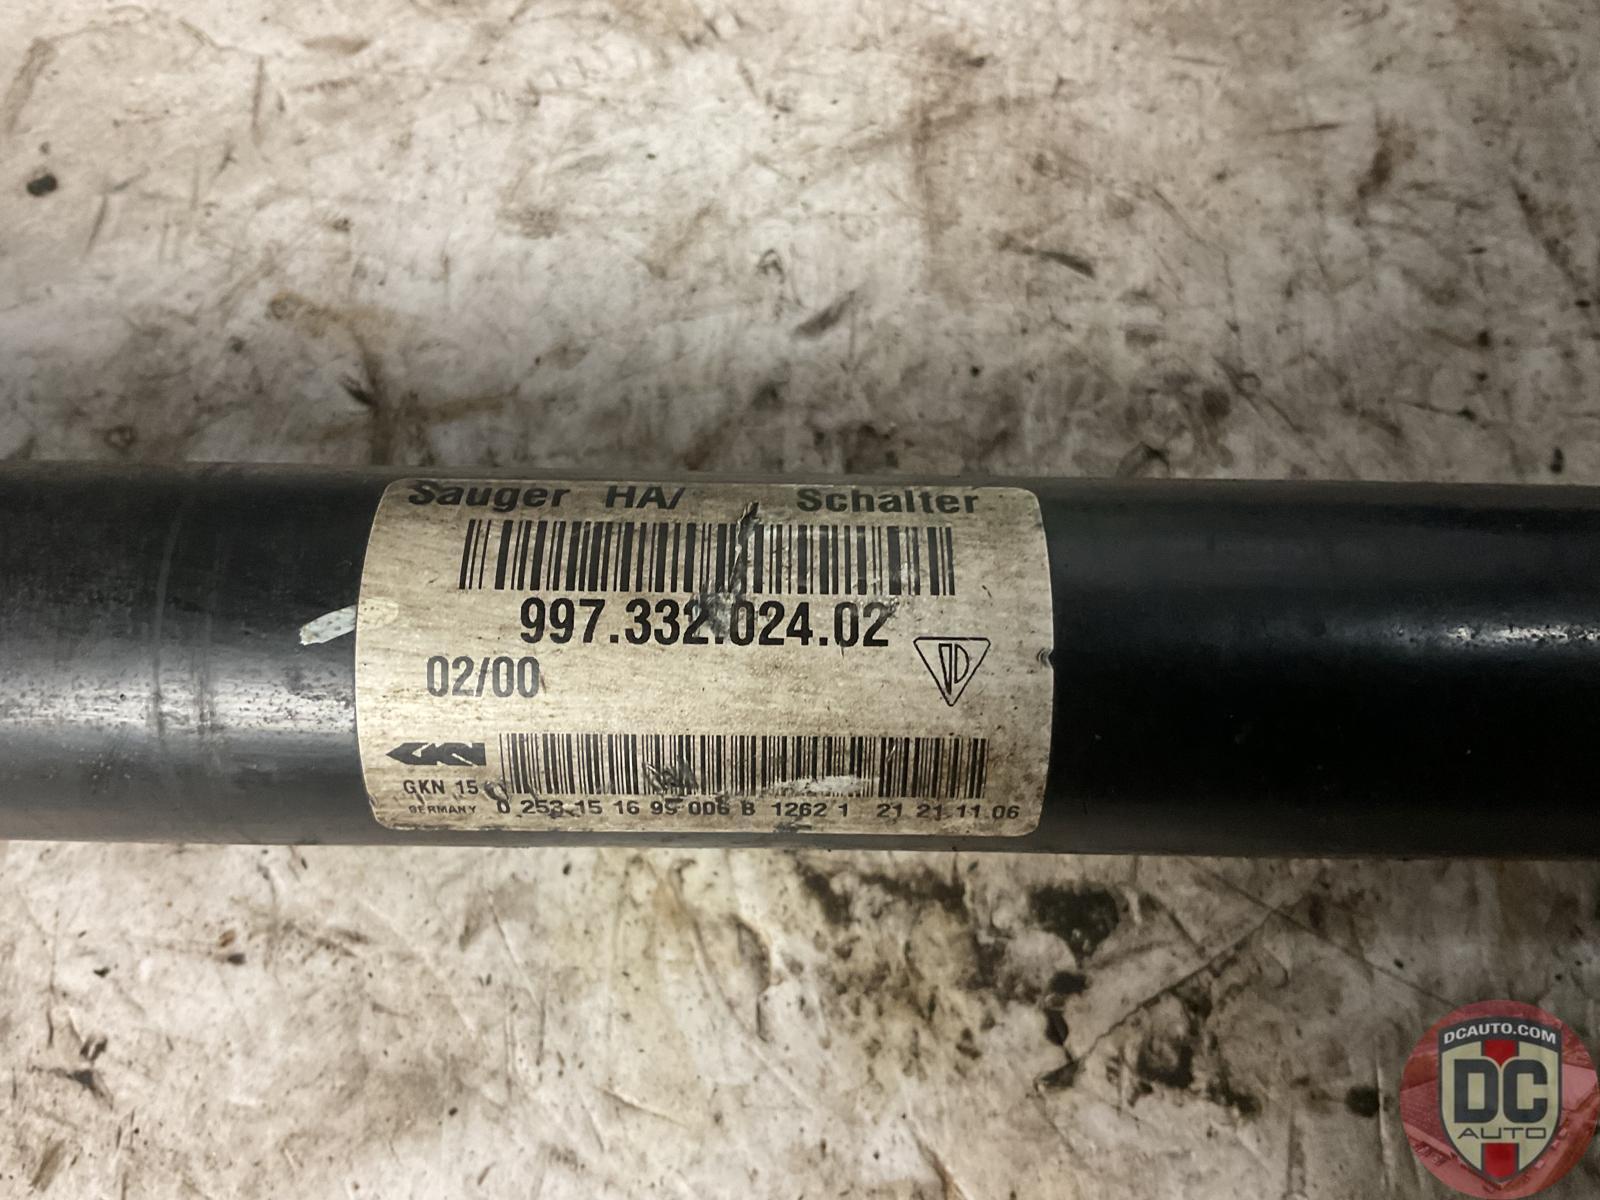 Sauger HA/ Schalter
997.332.024.02
02/00
GKN
GKN 15
GERMANY
0 253 15 16 99 006 B 1262 1 21 21.11.06
DCAUTO.COM
DC
AUTO